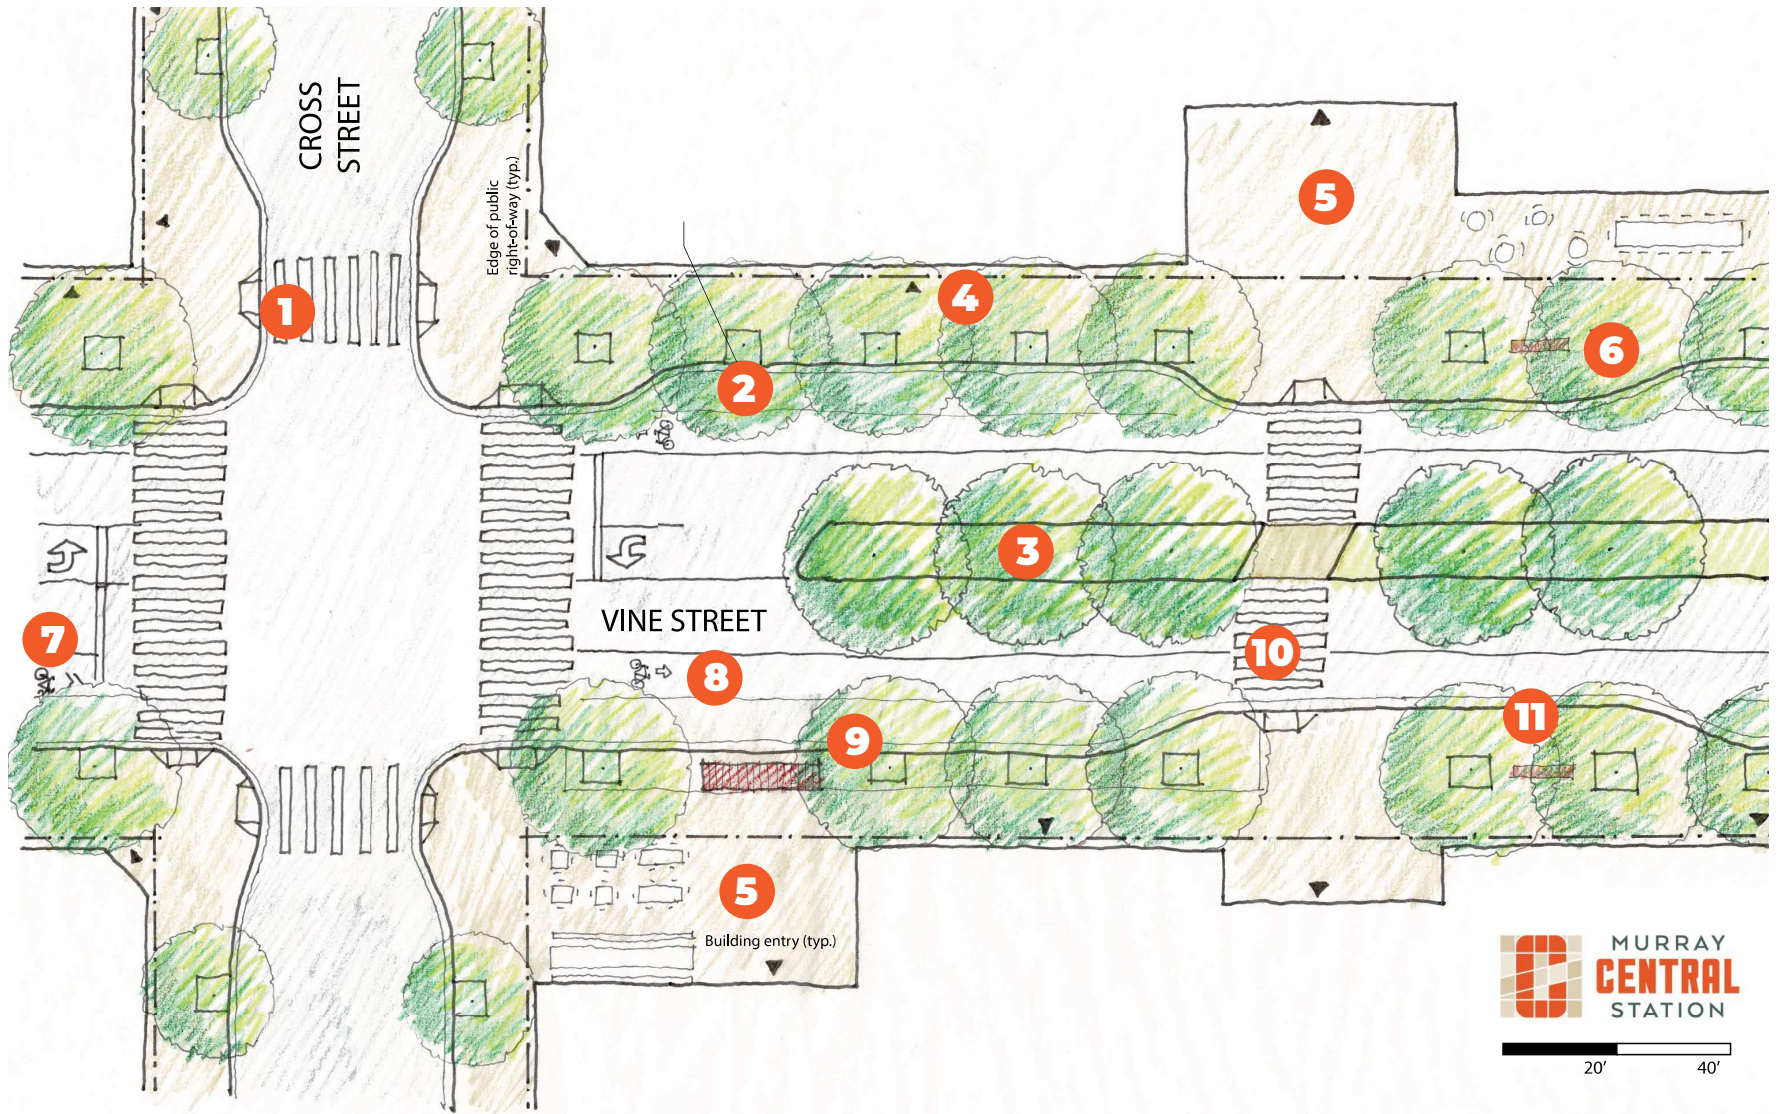 CROSS
STREET
Edge of public
right-of-way (typ.)
5
1
4
6
2
3
VINE STREET
7
10
8
11
9
5
Building entry (typ.)
MURRAY
CENTRAL
STATION
20’
40’